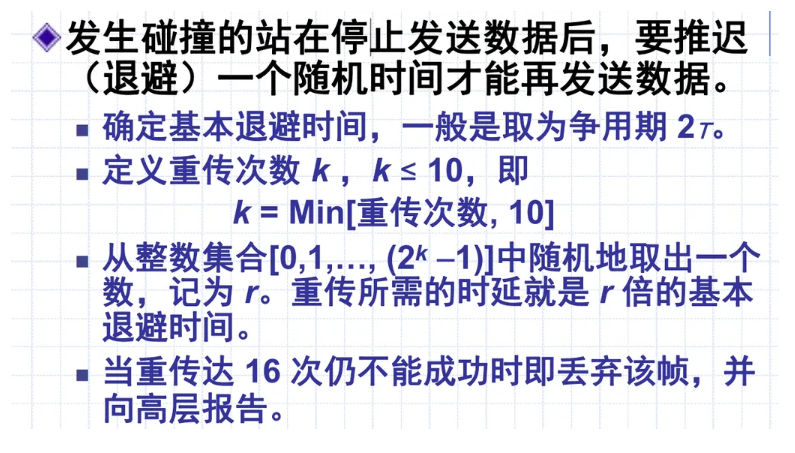 发生碰撞的站在停止发送数据后，要推迟
（退避）一个随机时间才能再发送数据。
确定基本退避时间，一般是取为争用期 2τ。
定义重传次数 k ，k ≤ 10，即
k = Min[重传次数, 10]
从整数集合[0,1,…, (2ᵏ –1)]中随机地取出一个
数，记为 r。重传所需的时延就是 r 倍的基本
退避时间。
当重传达 16 次仍不能成功时即丢弃该帧，并
向高层报告。